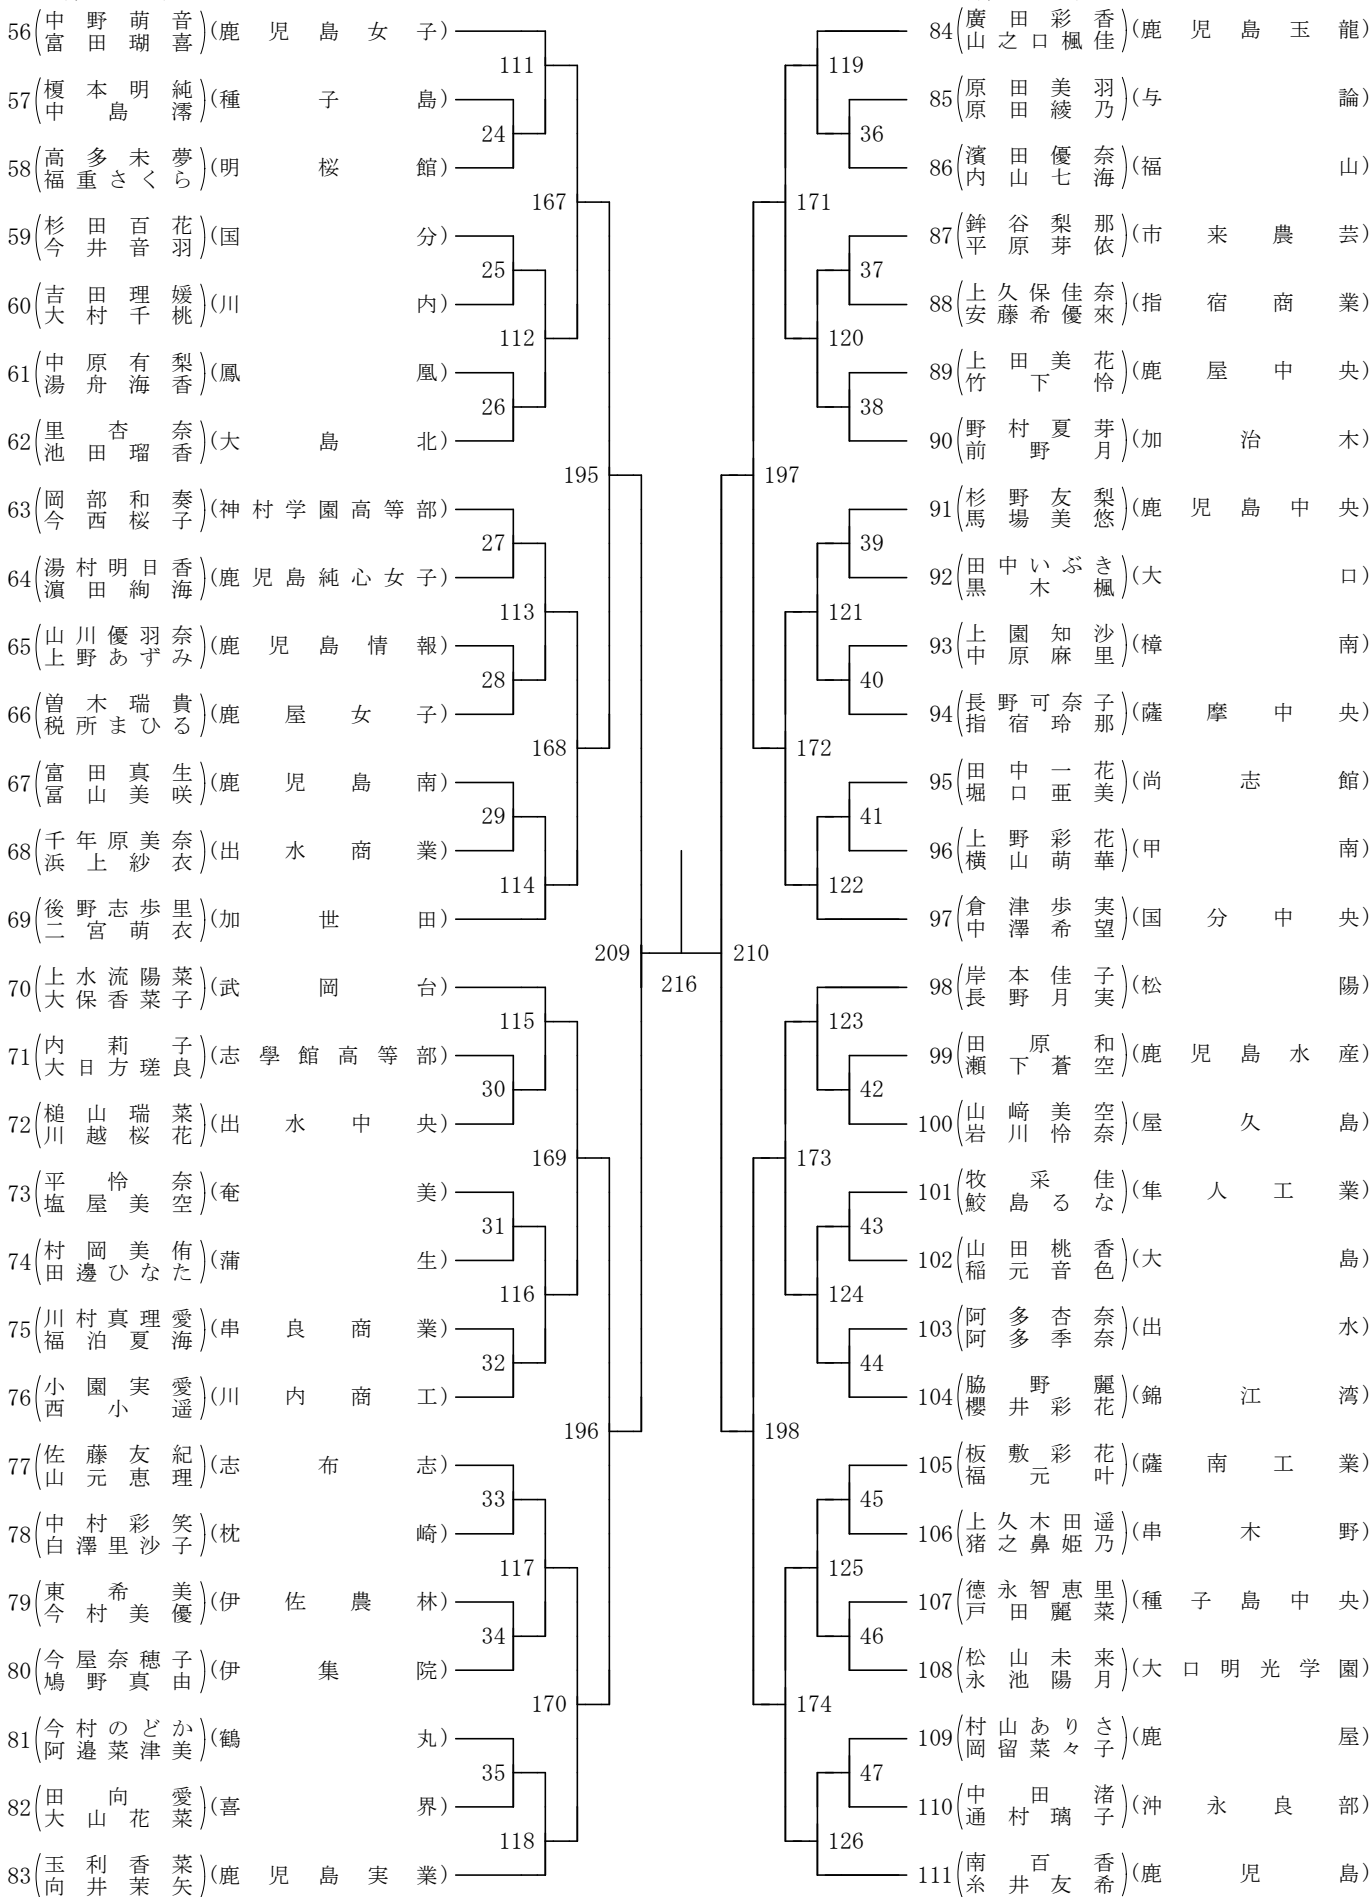 56 (中野萌音 富田瑚喜) (鹿児島女子)
111
57 (榎本明純 中島澪) (種子島)
24
58 (高多未夢 福重さくら) (明桜館)
167
59 (杉田百花 今井音羽) (国分)
25
60 (吉田理媛 大村千桃) (川内)
112
61 (中原有梨 湯舟海香) (鳳凰)
26
62 (里杏奈 池田瑠香) (大島北)
195
63 (岡部和奏 今西桜子) (神村学園高等部)
27
64 (湯村明日香 濵田絢海) (鹿児島純心女子)
113
65 (山川優羽奈 上野あずみ) (鹿児島情報)
28
66 (曽木瑞貴 税所まひる) (鹿屋女子)
168
67 (富田真生 冨山美咲) (鹿児島南)
29
68 (千年原美奈 浜上紗衣) (出水商業)
114
69 (後野志歩里 二宮萌衣) (加世田)
209
70 (上水流陽菜 大保香菜子) (武岡台)
115
71 (内莉子 大日方瑳良) (志學館高等部)
30
72 (槌山瑞菜 川越桜花) (出水中央)
169
73 (平怜奈 塩屋美空) (奄美)
31
74 (村岡美侑 田邊ひなた) (蒲生)
116
75 (川村真理愛 福泊夏海) (串良商業)
32
76 (小園実愛 西小遥) (川内商工)
196
77 (佐藤友紀 山元恵理) (志布志)
33
78 (中村彩笑 白澤里沙子) (枕崎)
117
79 (東希美 今村美優) (伊佐農林)
34
80 (今屋奈穂子 鳩野真由) (伊集院)
170
81 (今村のどか 阿邉菜津美) (鶴丸)
35
82 (田向愛 大山花菜) (喜界)
118
83 (玉利香菜 向井茉矢) (鹿児島実業)
216
84 (廣田彩香 山之口楓佳) (鹿児島玉龍)
119
85 (原田美羽 原田綾乃) (与論)
36
86 (濱田優奈 内山七海) (福山)
171
87 (鉾谷梨那 平原芽依) (市来農芸)
37
88 (上久保佳奈 安藤希優來) (指宿商業)
120
89 (上田美花 竹下怜) (鹿屋中央)
38
90 (野村夏芽 前野月) (加治木)
197
91 (杉野友梨 馬場美悠) (鹿児島中央)
39
92 (田中いぶき 黒木楓) (大口)
121
93 (上園知沙 中原麻里) (樟南)
40
94 (長野可奈子 指宿玲那) (薩摩中央)
172
95 (田中一花 堀口亜美) (尚志館)
41
96 (上野彩花 横山萌華) (甲南)
122
97 (倉津歩実 中澤希望) (国分中央)
210
98 (岸本佳子 長野月実) (松陽)
123
99 (田原和 瀬下蒼空) (鹿児島水産)
42
100 (山﨑美空 岩川怜奈) (屋久島)
173
101 (牧采佳 鮫島るな) (隼人工業)
43
102 (山田桃香 稲元音色) (大島)
124
103 (阿多杏奈 阿多季奈) (出水)
44
104 (脇野麗 櫻井彩花) (錦江湾)
198
105 (板敷彩花 福元叶) (薩南工業)
45
106 (上久木田遥 猪之鼻姫乃) (串木野)
125
107 (德永智恵里 戸田麗菜) (種子島中央)
46
108 (松山未来 永池陽月) (大口明光学園)
174
109 (村山ありさ 岡留菜々子) (鹿屋)
47
110 (中田渚 通村璃子) (沖永良部)
126
111 (南百香 糸井友希) (鹿児島)